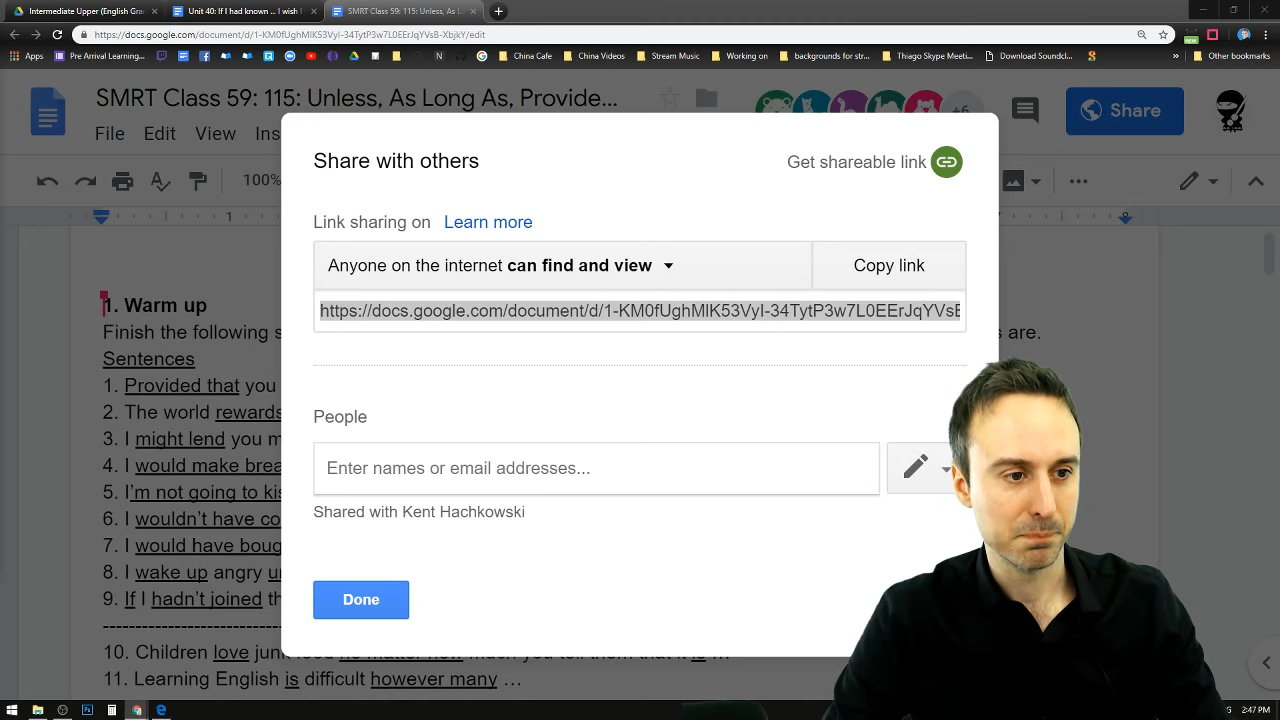 Intermediate Upper (English Gra
Unit 40: If I had known .. I wish
SMRT Class 59: 115: Unless, As L
https://docs.google.com/document/d/1-KM0fUghMlK53VyI-34TytP3w7L0EErJqYVsB-XbjkY/edit
Apps
Pre Arrival Learning...
China Cafe
China Videos
Stream Music
Working on
backgrounds for str...
Thiago Skype Meeti...
Download Soundcl...
»
Other bookmarks
SMRT Class 59: 115: Unless, As Long As, Provide...
+6
Share
File Edit View Ins
100%
1
Share with others
Get shareable link
Link sharing on Learn more
Anyone on the internet can find and view
Copy link
https://docs.google.com/document/d/1-KM0fUghMlK53VyI-34TytP3w7L0EErJqYVsB
People
Enter names or email addresses...
Shared with Kent Hachkowski
Done
1. Warm up
Finish the following s
s are.
Sentences
1. Provided that you
2. The world rewards
3. I might lend you m
4. I would make brea
5. I'm not going to kis
6. I wouldn't have co
7. I would have boug
8. I wake up angry u
9. If I hadn't joined th
10. Children love junk food no matter how much you tell them that it is ...
11. Learning English is difficult however many ...
2:47 PM